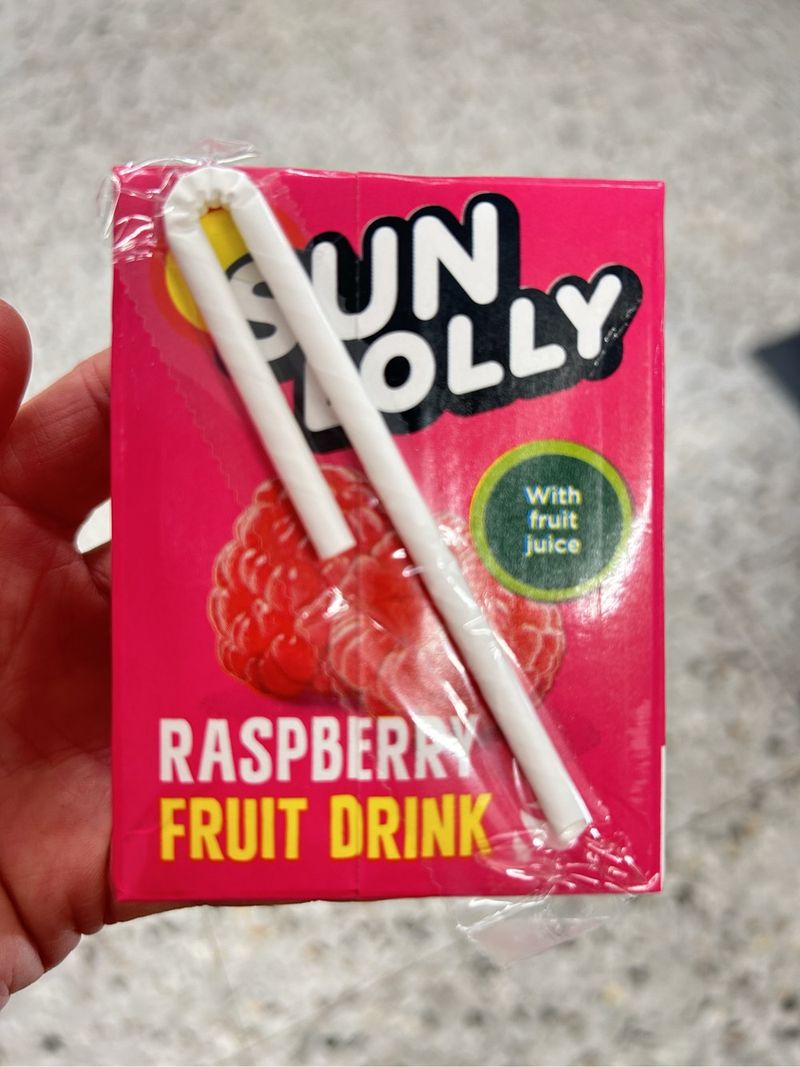 SUN
LOLLY
With
fruit
juice
RASPBERRY
FRUIT DRINK